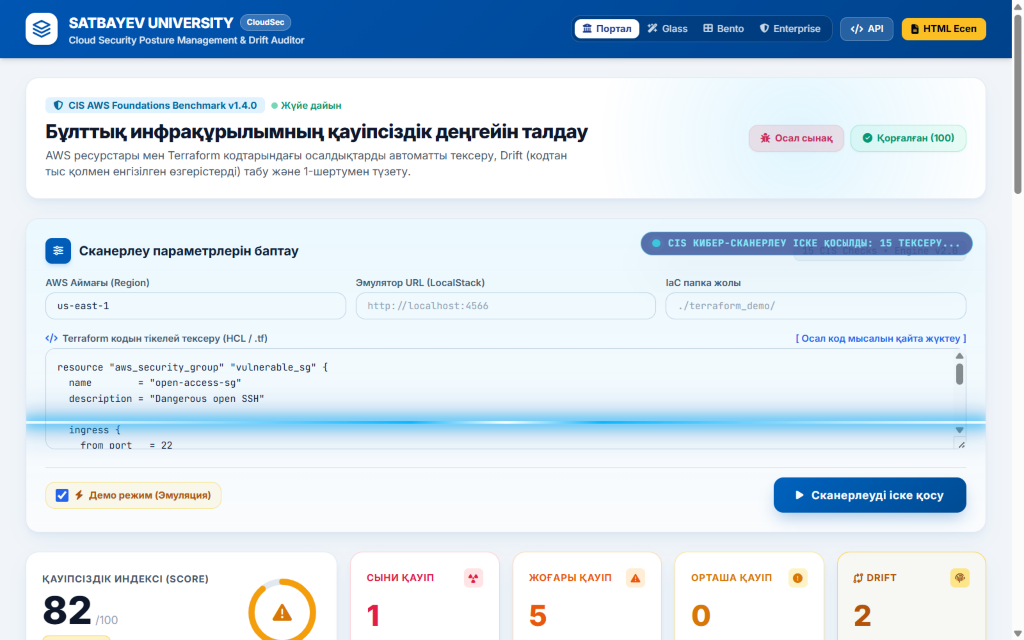 SATBAYEV UNIVERSITY CloudSec
Cloud Security Posture Management & Drift Auditor
Портал Glass Bento Enterprise </> API HTML Есеп
CIS AWS Foundations Benchmark v1.4.0 Жүйе дайын
Бұлттық инфрақұрылымның қауіпсіздік деңгейін талдау
AWS ресурстары мен Terraform кодтарындағы осалдықтарды автоматты тексеру, Drift (кодтан
тыс қолмен енгізілген өзгерістерді) табу және 1-шертумен түзету.
Осал сынақ Қорғалған (100)
Сканерлеу параметрлерін баптау
CIS КИБЕР-СКАНЕРЛЕУ ІСКЕ ҚОСЫЛДЫ: 15 ТЕКСЕРУ...
AWS Аймағы (Region) Эмулятор URL (LocalStack) IaC папка жолы
us-east-1 http://localhost:4566 ./terraform_demo/
</> Terraform кодын тікелей тексеру (HCL / .tf) [ Осал код мысалын қайта жүктеу ]
resource "aws_security_group" "vulnerable_sg" {
name = "open-access-sg"
description = "Dangerous open SSH"
ingress {
from_port = 22
Демо режим (Эмуляция) Сканерлеуді іске қосу
ҚАУІПСІЗДІК ИНДЕКСІ (SCORE) СЫНИ ҚАУІП ЖОҒАРЫ ҚАУІП ОРТАША ҚАУІП DRIFT
82 /100 1 5 0 2